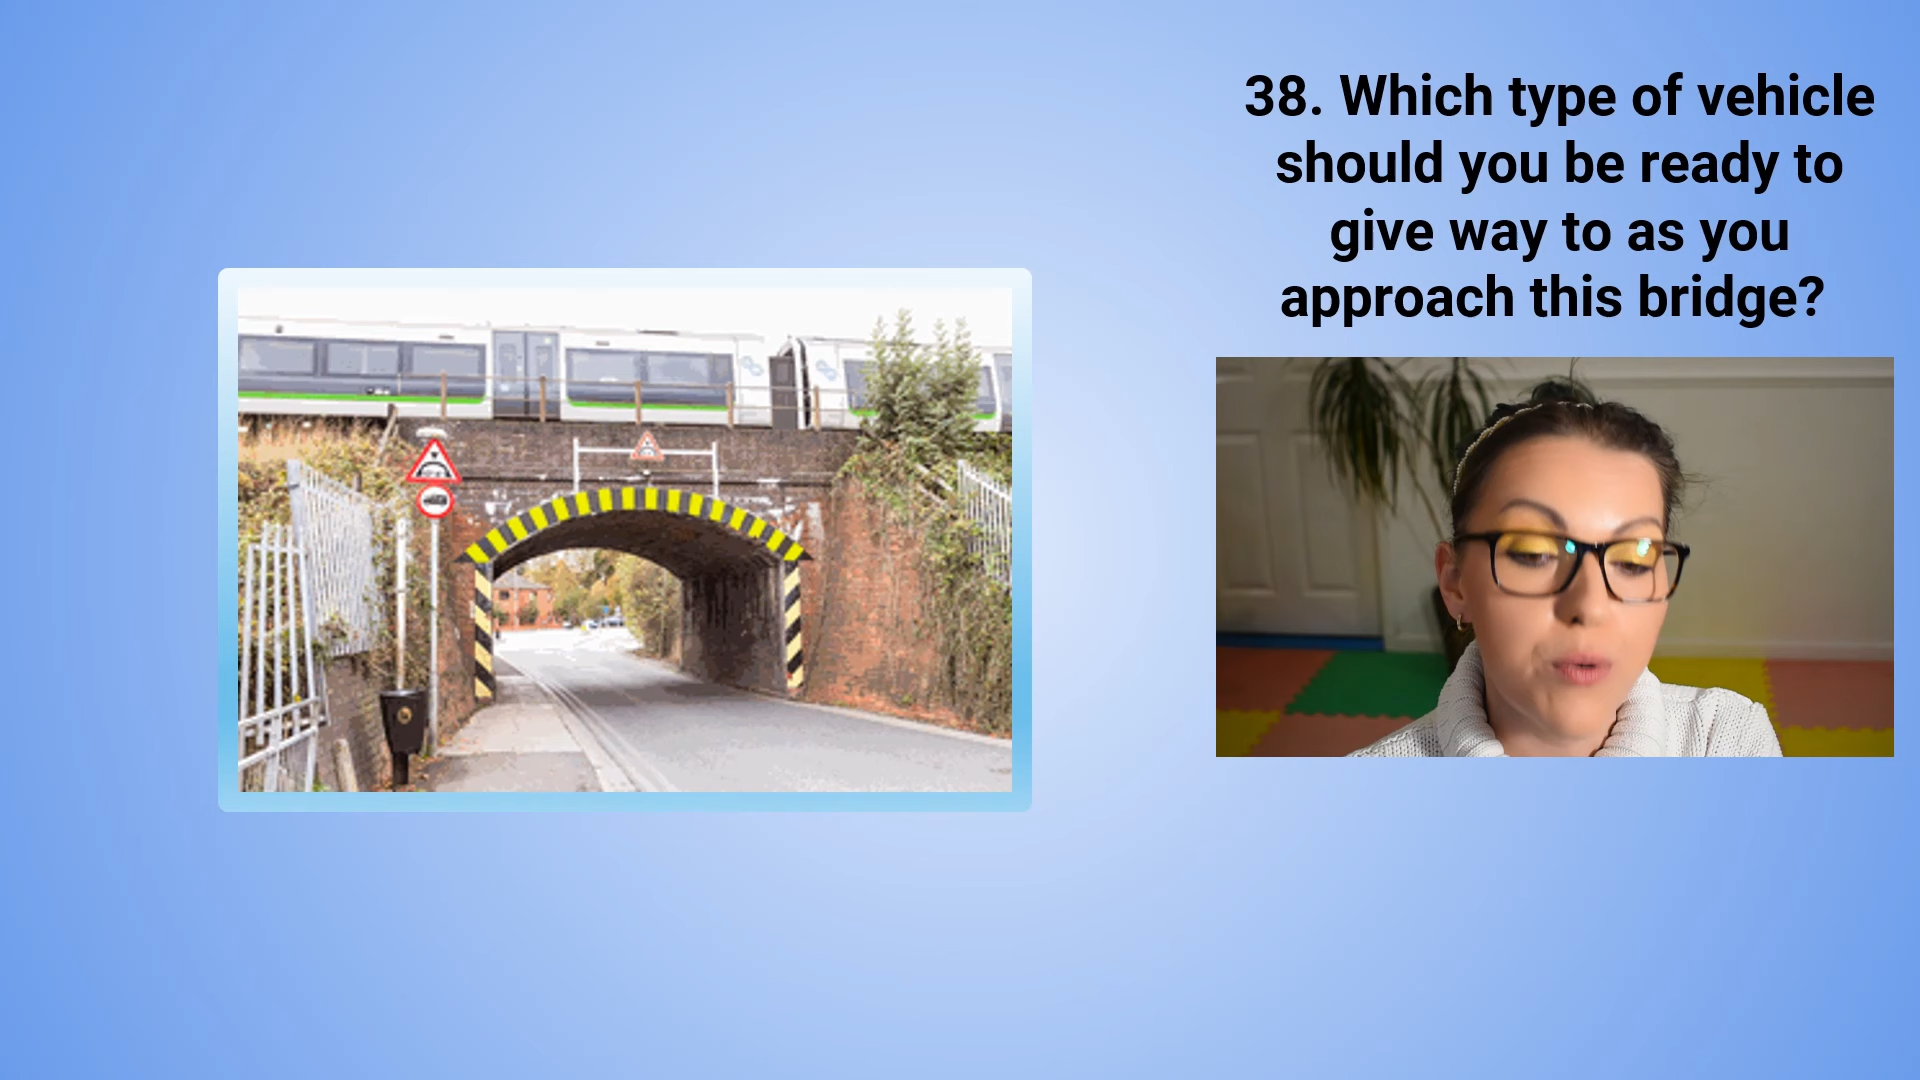 38. Which type of vehicle
should you be ready to
give way to as you
approach this bridge?